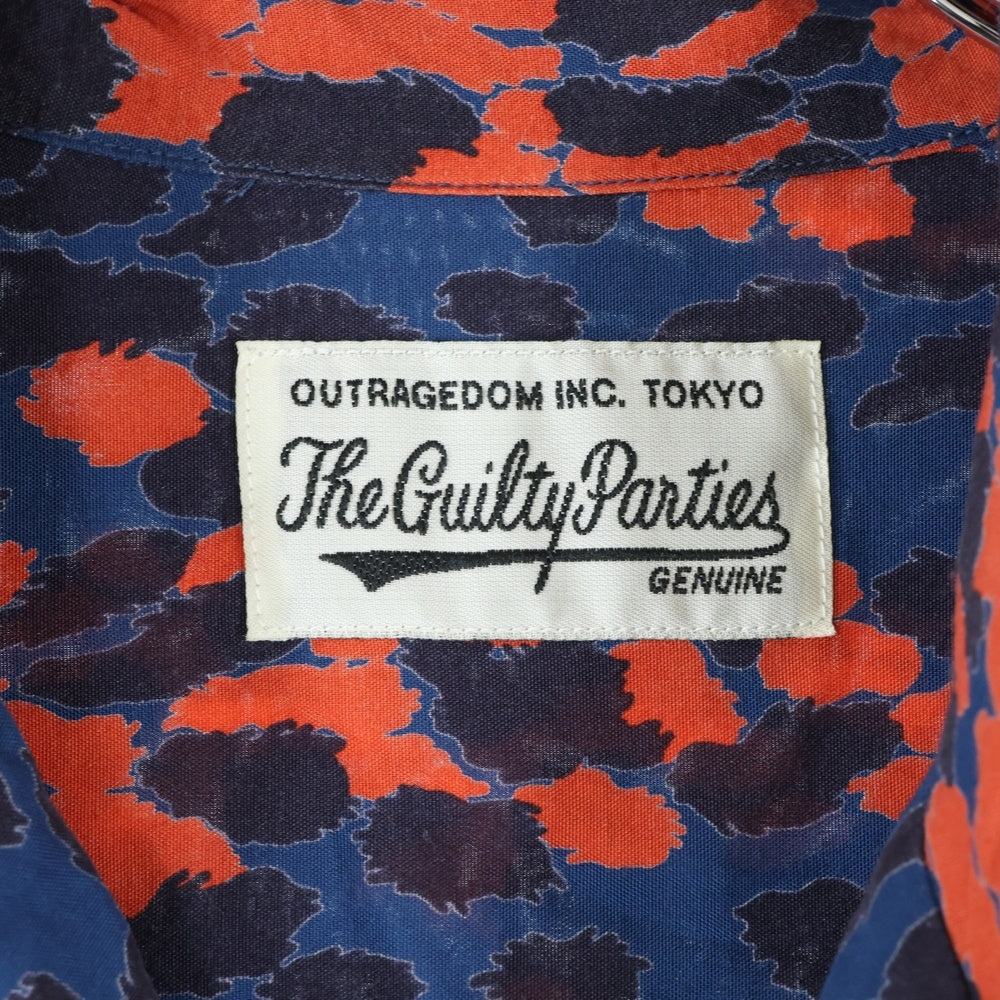 OUTRAGEDOM INC. TOKYO
The Guilty Parties
GENUINE